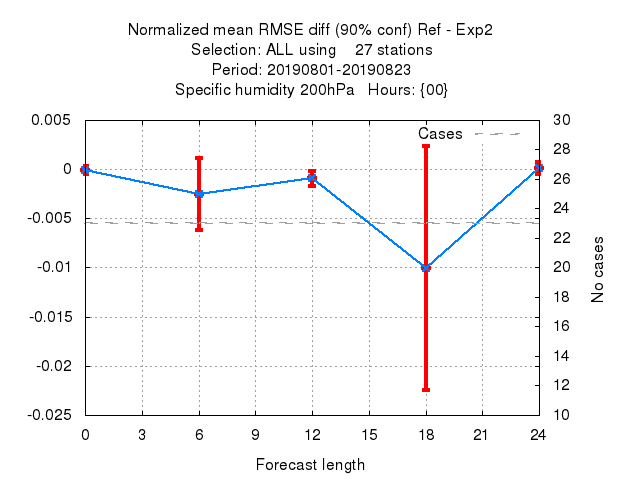 Normalized mean RMSE diff (90% conf) Ref - Exp2
Selection: ALL using    27 stations
Period: 20190801-20190823
Specific humidity 200hPa   Hours: {00}
0.005
0
-0.005
-0.01
-0.015
-0.02
-0.025
Cases
30
28
26
24
22
20
18
16
14
12
10
No cases
0 3 6 9 12 15 18 21 24
Forecast length